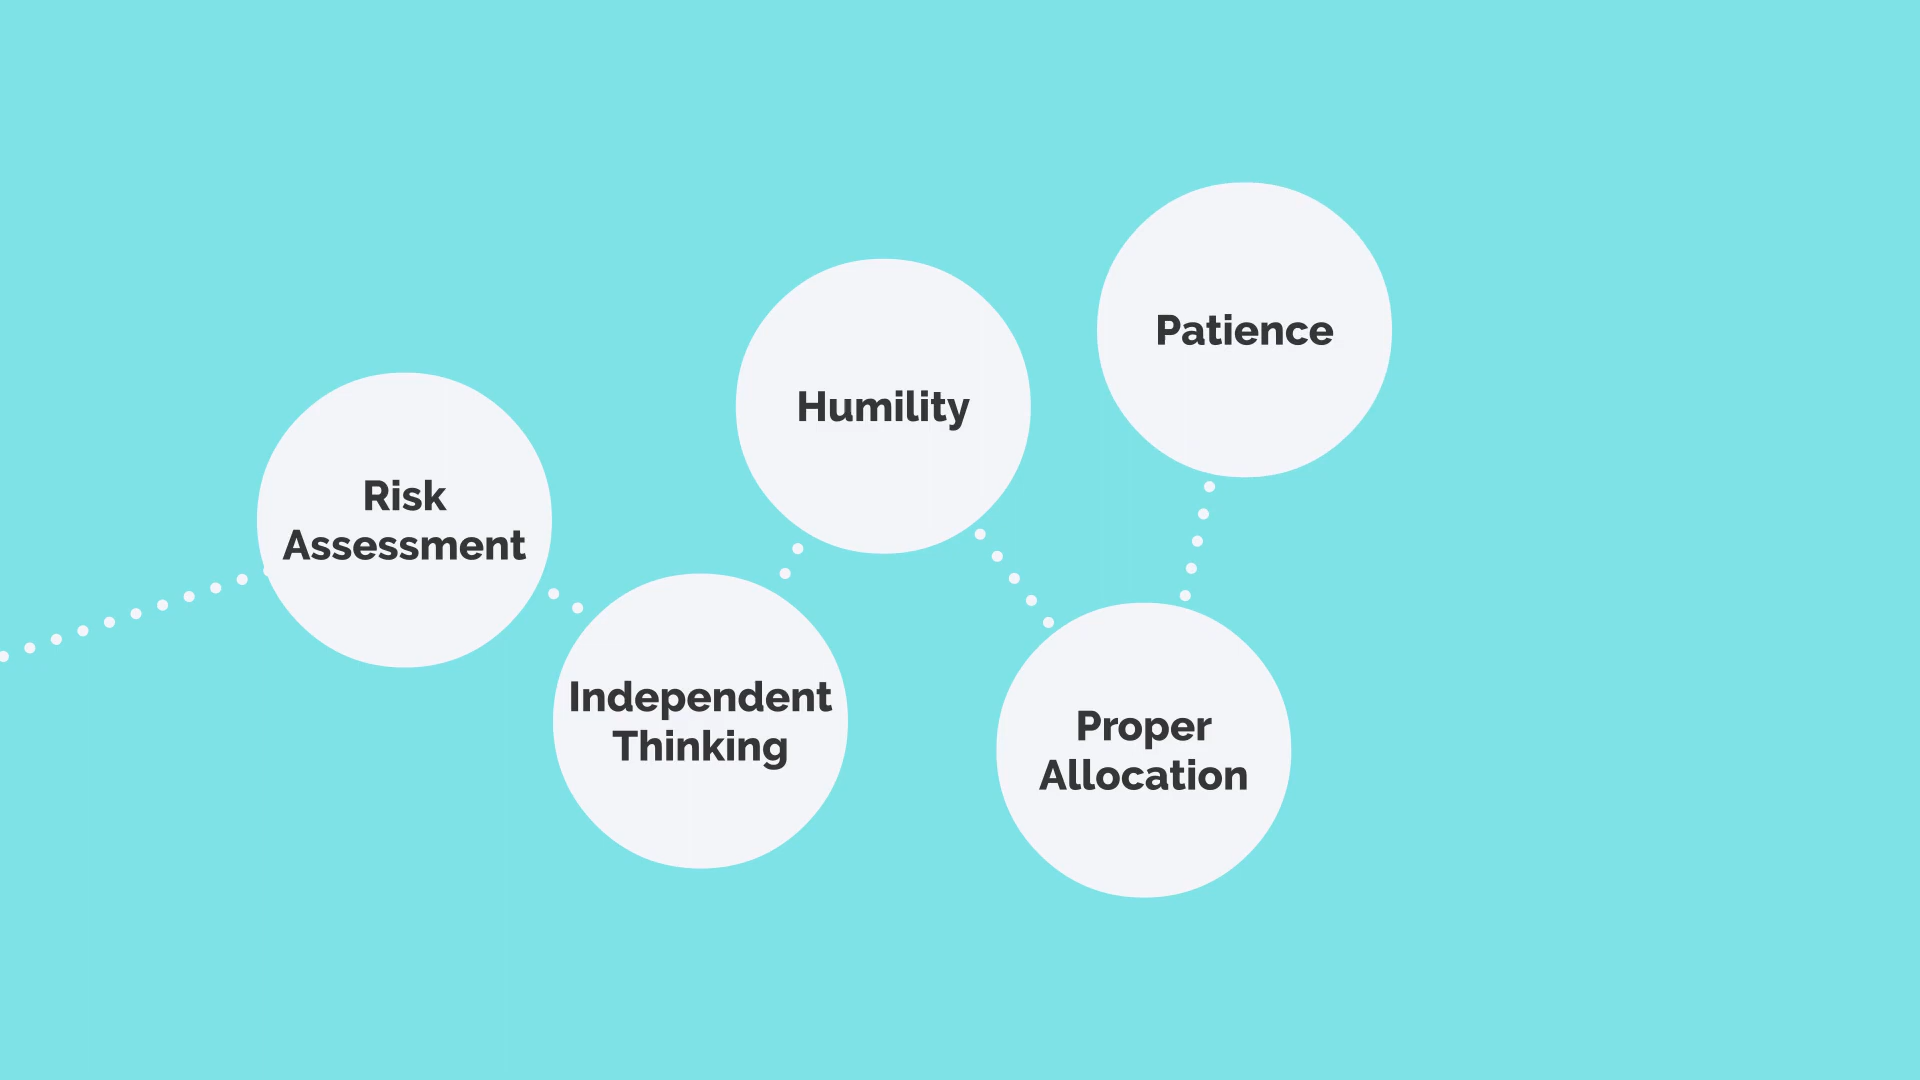 Risk
Assessment
Independent
Thinking
Humility
Proper
Allocation
Patience